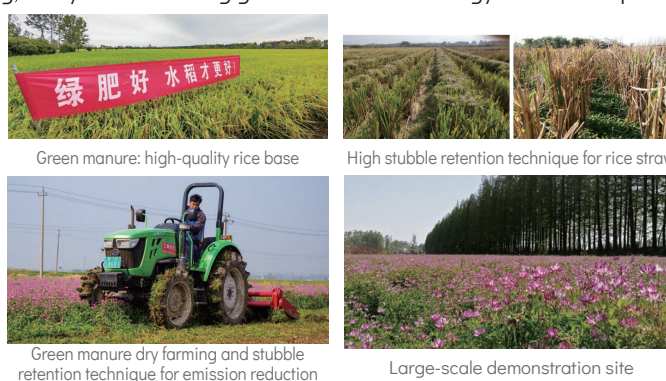 绿肥好 水稻才更好！
Green manure: high-quality rice base
High stubble retention technique for rice straw
Green manure dry farming and stubble
retention technique for emission reduction
Large-scale demonstration site